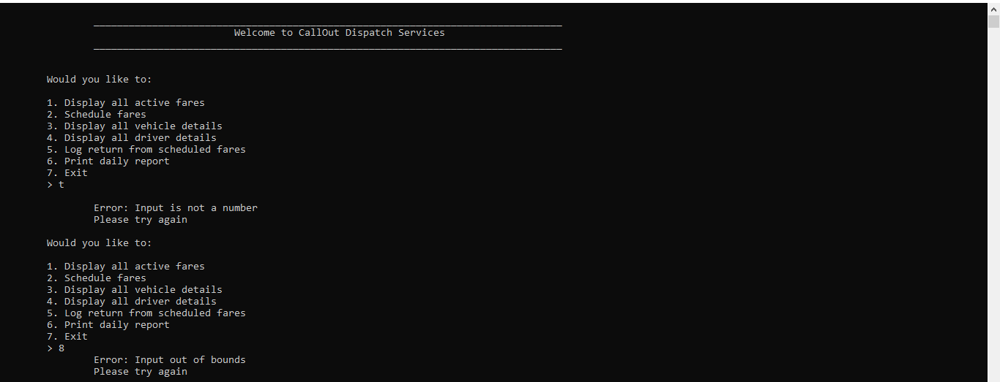 Welcome to CallOut Dispatch Services
Would you like to:
1. Display all active fares
2. Schedule fares
3. Display all vehicle details
4. Display all driver details
5. Log return from scheduled fares
6. Print daily report
7. Exit
> t
Error: Input is not a number
Please try again
Would you like to:
1. Display all active fares
2. Schedule fares
3. Display all vehicle details
4. Display all driver details
5. Log return from scheduled fares
6. Print daily report
7. Exit
> 8
Error: Input out of bounds
Please try again